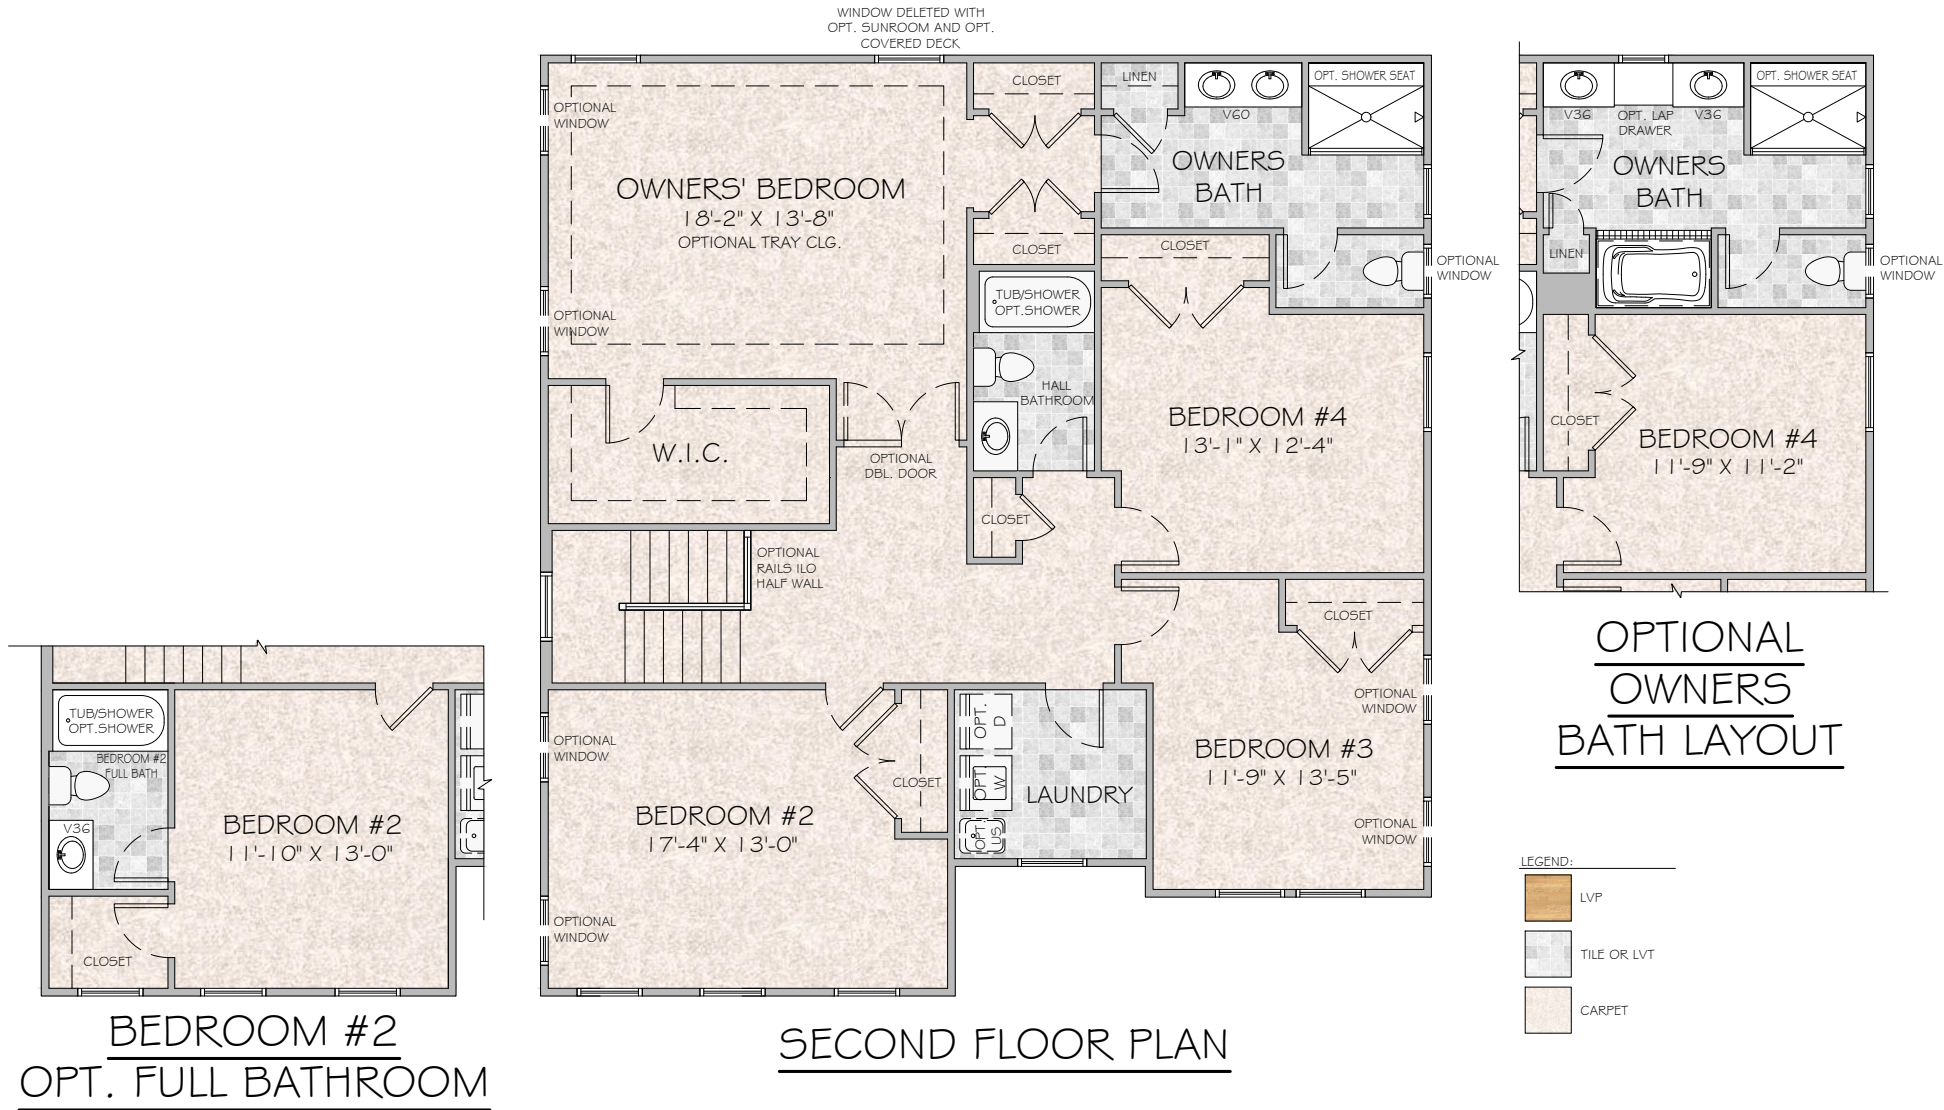 WINDOW DELETED WITH
OPT. SUNROOM AND OPT.
COVERED DECK
OPTIONAL
WINDOW
OWNERS' BEDROOM
18'-2" X 13'-8"
OPTIONAL TRAY CLG.
OPTIONAL
WINDOW
CLOSET
CLOSET
LINEN
V60
OPT. SHOWER SEAT
OWNERS
BATH
CLOSET
OPTIONAL
WINDOW
TUB/SHOWER
OPT.SHOWER
HALL
BATHROOM
BEDROOM #4
13'-1" X 12'-4"
W.I.C.
OPTIONAL
DBL. DOOR
CLOSET
OPTIONAL
RAILS ILO
HALF WALL
CLOSET
OPTIONAL
WINDOW
BEDROOM #3
11'-9" X 13'-5"
OPTIONAL
WINDOW
OPTIONAL
WINDOW
BEDROOM #2
17'-4" X 13'-0"
CLOSET
OPT.
D
OPT.
W
OPT.
US
LAUNDRY
OPTIONAL
WINDOW
SECOND FLOOR PLAN
TUB/SHOWER
OPT.SHOWER
BEDROOM #2
FULL BATH
V36
BEDROOM #2
11'-10" X 13'-0"
CLOSET
BEDROOM #2
OPT. FULL BATHROOM
OPT. SHOWER SEAT
V36
OPT. LAP
DRAWER
V36
OWNERS
BATH
LINEN
OPTIONAL
WINDOW
CLOSET
BEDROOM #4
11'-9" X 11'-2"
OPTIONAL
OWNERS
BATH LAYOUT
LEGEND:
LVP
TILE OR LVT
CARPET